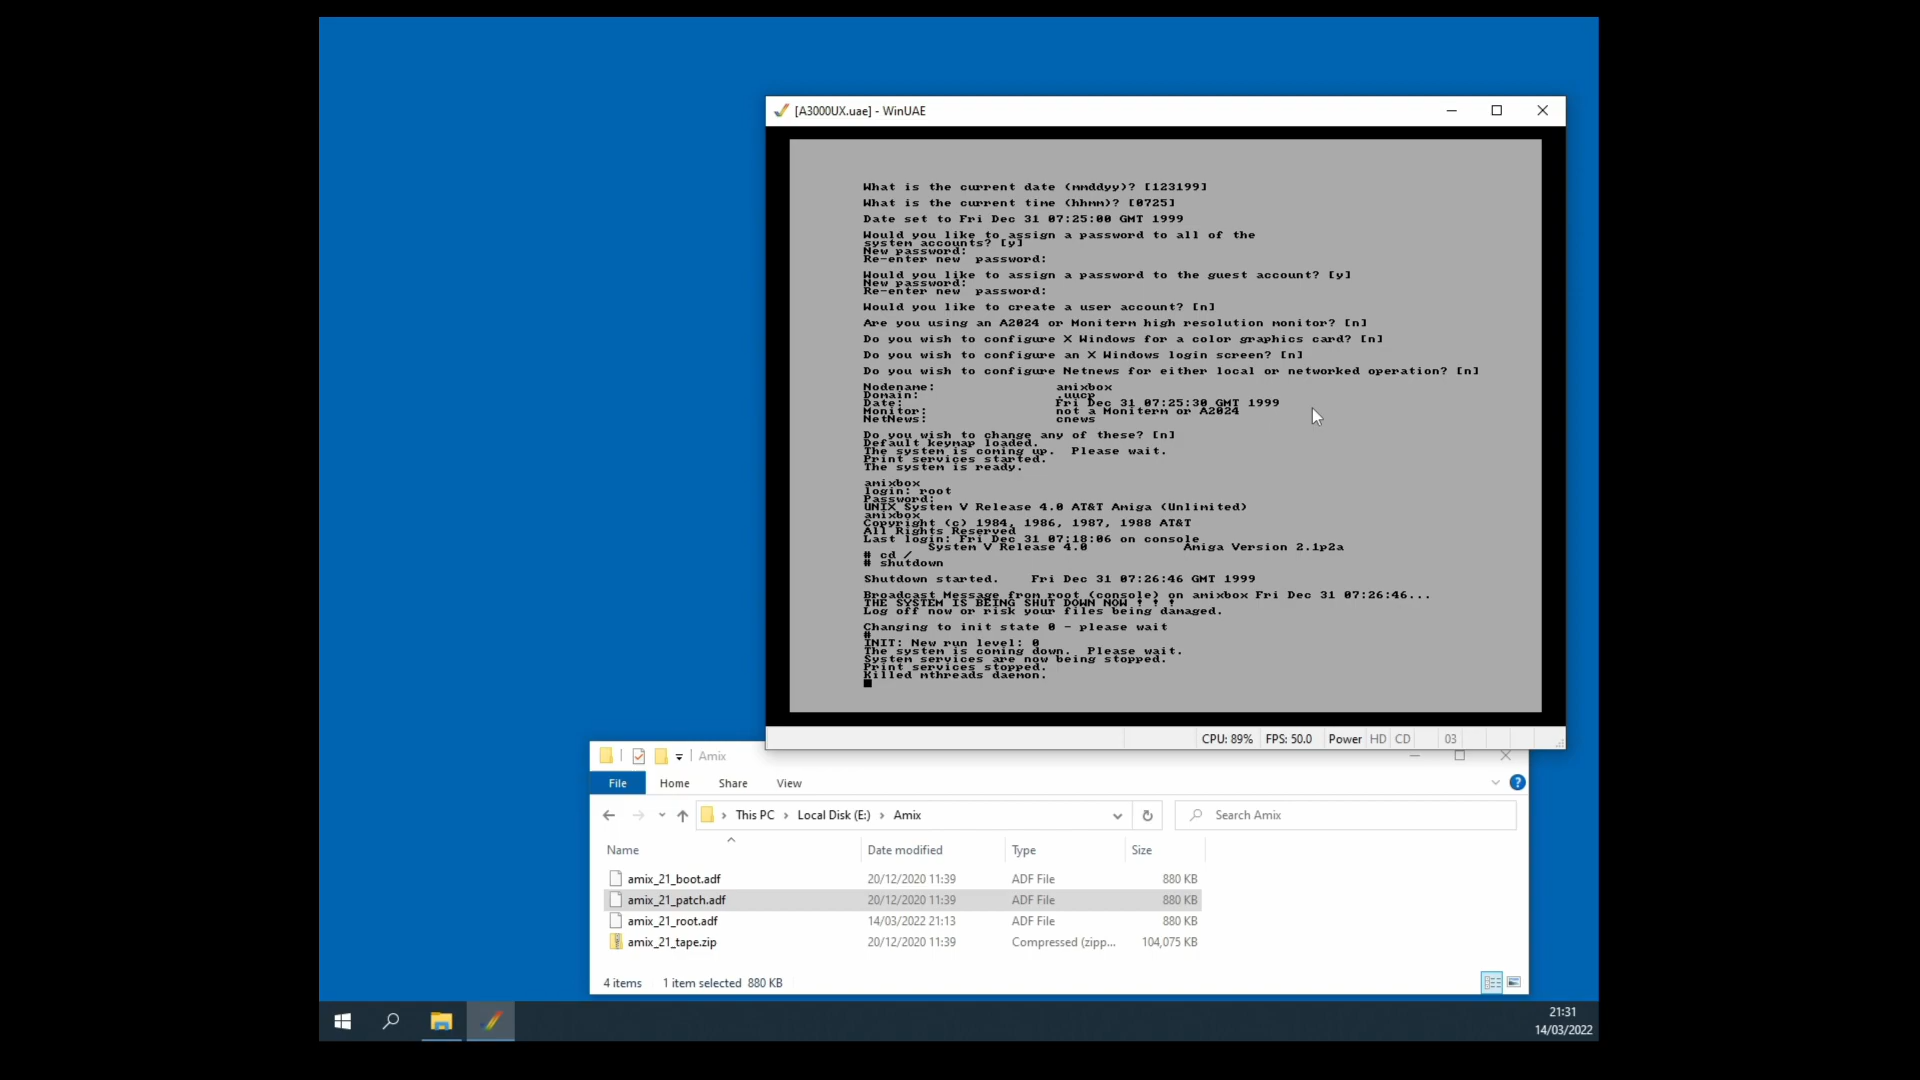 [A3000UX.uae] - WinUAE
What is the current date (mmddyy)? [123199]
What is the current time (hhmm)? [0725]
Date set to Fri Dec 31 07:25:00 GMT 1999
Would you like to assign a password to all of the
system accounts? [y]
New password:
Re-enter new  password:
Would you like to assign a password to the guest account? [y]
New password:
Re-enter new  password:
Would you like to create a user account? [n]
Are you using an A2024 or Moniterm high resolution monitor? [n]
Do you wish to configure X Windows for a color graphics card? [n]
Do you wish to configure an X Windows login screen? [n]
Do you wish to configure Netnews for either local or networked operation? [n]
Nodename: amixbox
Domain: .uucp
Date: Fri Dec 31 07:25:30 GMT 1999
Monitor: not a Moniterm or A2024
NetNews: cnews
Do you wish to change any of these? [n]
Default keymap loaded.
The system is coming up.  Please wait.
Print services started.
The system is ready.
amixbox
login: root
Password:
UNIX System V Release 4.0 AT&T Amiga (Unlimited)
amixbox
Copyright (c) 1984, 1986, 1987, 1988 AT&T
All Rights Reserved
Last login: Fri Dec 31 07:18:06 on console
System V Release 4.0 Amiga Version 2.1p2a
# cd /
# shutdown
Shutdown started.    Fri Dec 31 07:26:46 GMT 1999
Broadcast Message from root (console) on amixbox Fri Dec 31 07:26:46...
THE SYSTEM IS BEING SHUT DOWN NOW ! ! !
Log off now or risk your files being damaged.
Changing to init state 0 - please wait
#
INIT: New run level: 0
The system is coming down.  Please wait.
System services are now being stopped.
Print services stopped.
Killed mthreads daemon.
CPU: 89% FPS: 50.0 Power HD CD 03
Amix
File Home Share View
This PC > Local Disk (E:) > Amix
Search Amix
Name Date modified Type Size
amix_21_boot.adf 20/12/2020 11:39 ADF File 880 KB
amix_21_patch.adf 20/12/2020 11:39 ADF File 880 KB
amix_21_root.adf 14/03/2022 21:13 ADF File 880 KB
amix_21_tape.zip 20/12/2020 11:39 Compressed (zipp... 104,075 KB
4 items 1 item selected 880 KB
21:31
14/03/2022